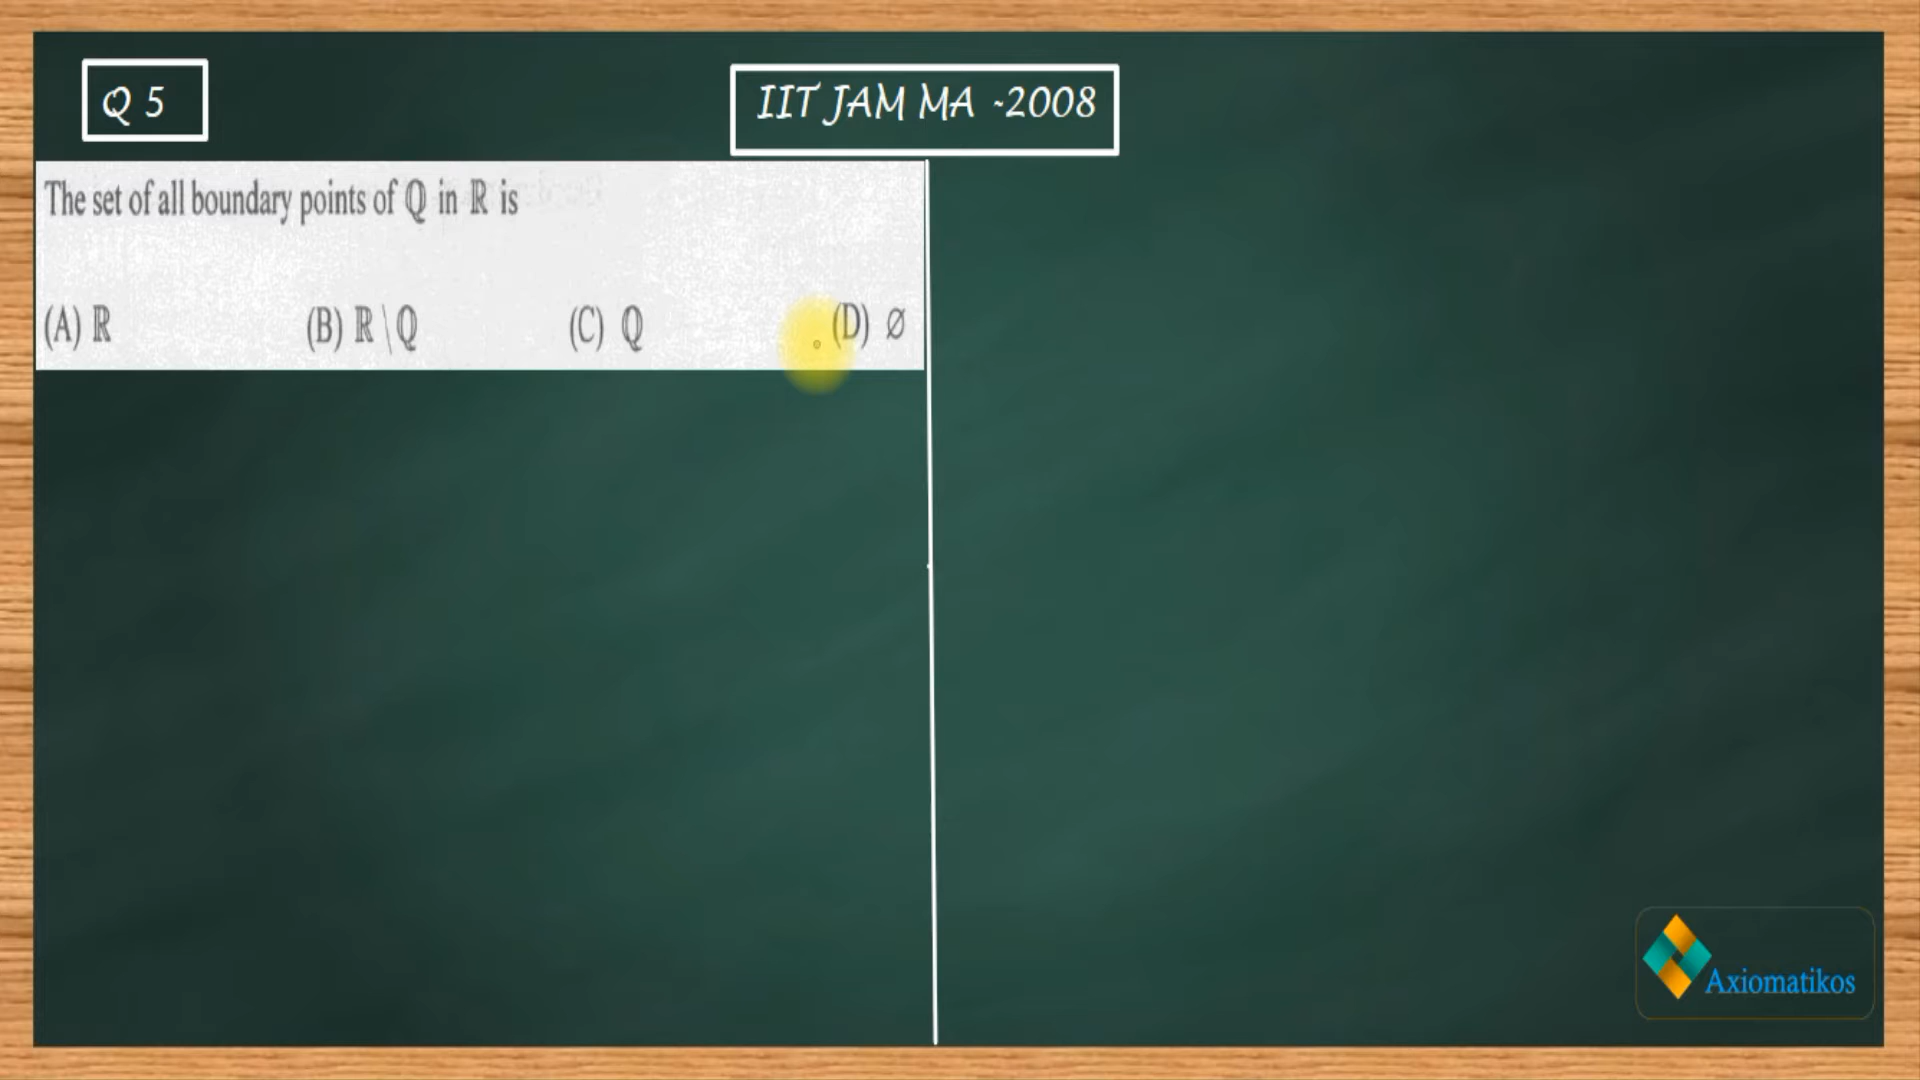 Q 5
IIT JAM MA -2008
The set of all boundary points of ℚ in ℝ is
(A) ℝ (B) ℝ \ ℚ (C) ℚ (D) ∅
Axiomatikos